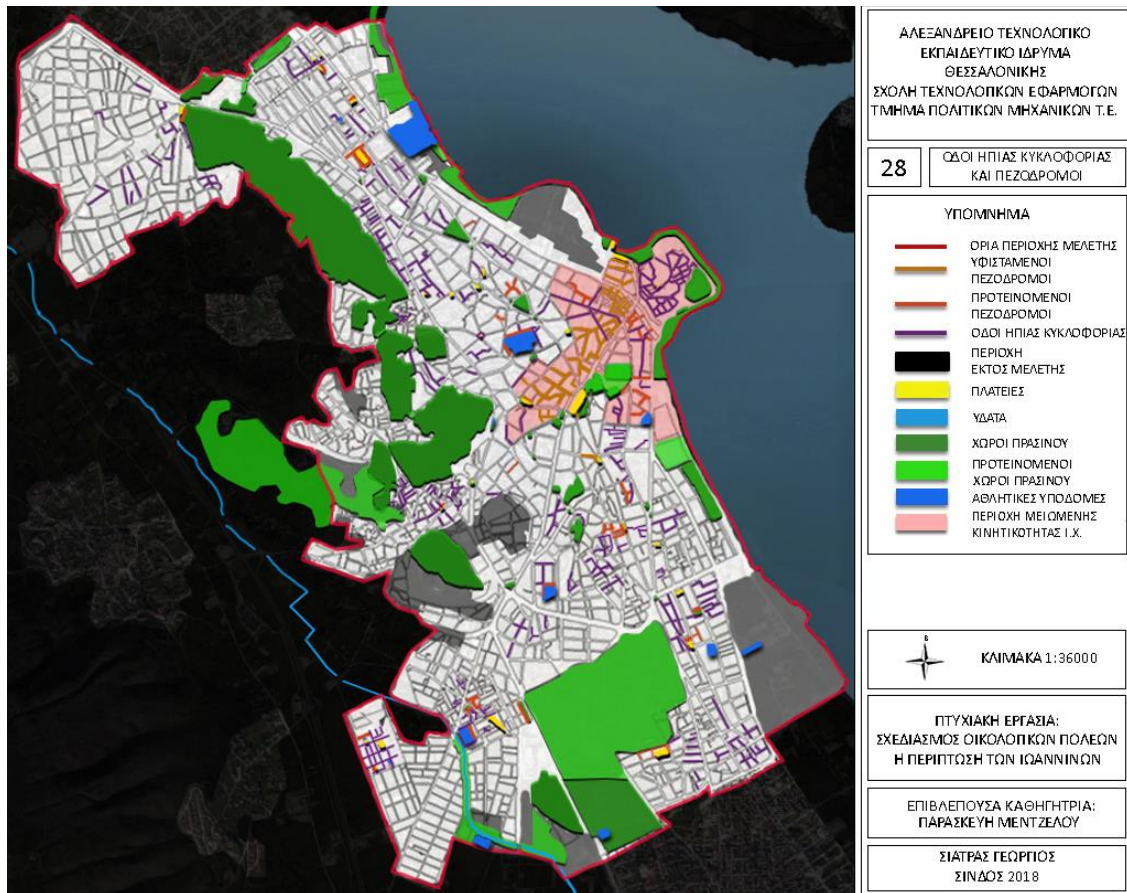 ΑΛΕΞΑΝΔΡΕΙΟ ΤΕΧΝΟΛΟΓΙΚΟ
ΕΚΠΑΙΔΕΥΤΙΚΟ ΙΔΡΥΜΑ
ΘΕΣΣΑΛΟΝΙΚΗΣ
ΣΧΟΛΗ ΤΕΧΝΟΛΟΓΙΚΩΝ ΕΦΑΡΜΟΓΩΝ
ΤΜΗΜΑ ΠΟΛΙΤΙΚΩΝ ΜΗΧΑΝΙΚΩΝ Τ.Ε.
28
ΟΔΟΙ ΗΠΙΑΣ ΚΥΚΛΟΦΟΡΙΑΣ
ΚΑΙ ΠΕΖΟΔΡΟΜΟΙ
ΥΠΟΜΝΗΜΑ
ΟΡΙΑ ΠΕΡΙΟΧΗΣ ΜΕΛΕΤΗΣ
ΥΦΙΣΤΑΜΕΝΟΙ
ΠΕΖΟΔΡΟΜΟΙ
ΠΡΟΤΕΙΝΟΜΕΝΟΙ
ΠΕΖΟΔΡΟΜΟΙ
ΟΔΟΙ ΗΠΙΑΣ ΚΥΚΛΟΦΟΡΙΑΣ
ΠΕΡΙΟΧΗ
ΕΚΤΟΣ ΜΕΛΕΤΗΣ
ΠΛΑΤΕΙΕΣ
ΥΔΑΤΑ
ΧΩΡΟΙ ΠΡΑΣΙΝΟΥ
ΠΡΟΤΕΙΝΟΜΕΝΟΙ
ΧΩΡΟΙ ΠΡΑΣΙΝΟΥ
ΑΘΛΗΤΙΚΕΣ ΥΠΟΔΟΜΕΣ
ΠΕΡΙΟΧΗ ΜΕΙΩΜΕΝΗΣ
ΚΙΝΗΤΙΚΟΤΗΤΑΣ Ι.Χ.
Β
ΚΛΙΜΑΚΑ 1:36000
ΠΤΥΧΙΑΚΗ ΕΡΓΑΣΙΑ:
ΣΧΕΔΙΑΣΜΟΣ ΟΙΚΟΛΟΓΙΚΩΝ ΠΟΛΕΩΝ
Η ΠΕΡΙΠΤΩΣΗ ΤΩΝ ΙΩΑΝΝΙΝΩΝ
ΕΠΙΒΛΕΠΟΥΣΑ ΚΑΘΗΓΗΤΡΙΑ:
ΠΑΡΑΣΚΕΥΗ ΜΕΝΤΖΕΛΟΥ
ΣΙΑΤΡΑΣ ΓΕΩΡΓΙΟΣ
ΣΙΝΔΟΣ 2018